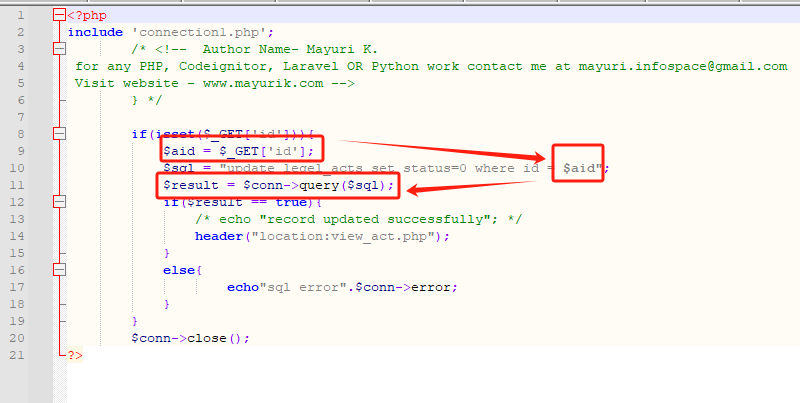 1 <?php
2 include 'connection1.php';
3 /* <!--  Author Name- Mayuri K.
4 for any PHP, Codeignitor, Laravel OR Python work contact me at mayuri.infospace@gmail.com
5 Visit website - www.mayurik.com -->
6 } */
7
8 if(isset($_GET['id'])){
9 $aid = $_GET['id'];
10 $sql = "update legel_acts set status=0 where id = $aid";
11 $result = $conn->query($sql);
12 if($result == true){
13 /* echo "record updated successfully"; */
14 header("location:view_act.php");
15 }
16 else{
17 echo"sql error".$conn->error;
18 }
19 }
20 $conn->close();
21 ?>